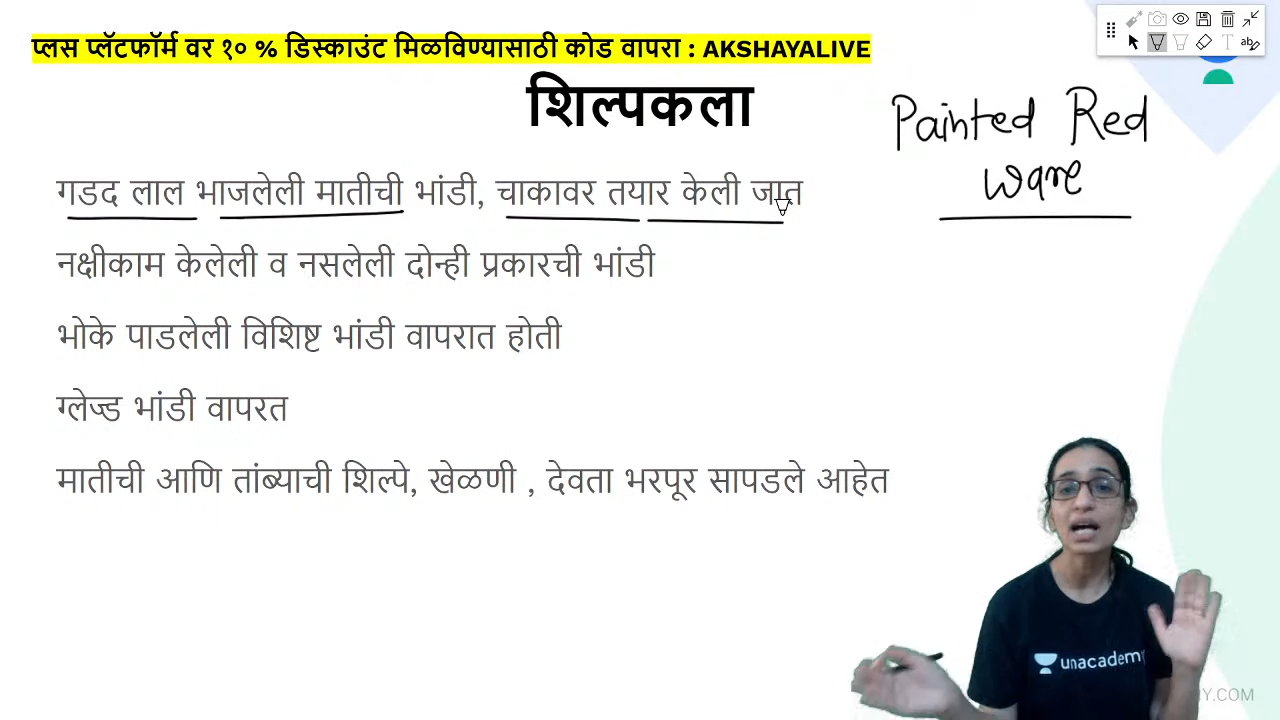 प्लस प्लॅटफॉर्म वर १० % डिस्काउंट मिळविण्यासाठी कोड वापरा : AKSHAYALIVE
शिल्पकला
Painted Red
ware
गडद लाल भाजलेली मातीची भांडी, चाकावर तयार केली जात
नक्षीकाम केलेली व नसलेली दोन्ही प्रकारची भांडी
भोके पाडलेली विशिष्ट भांडी वापरात होती
ग्लेज्ड भांडी वापरत
मातीची आणि तांब्याची शिल्पे, खेळणी , देवता भरपूर सापडले आहेत
unacademy